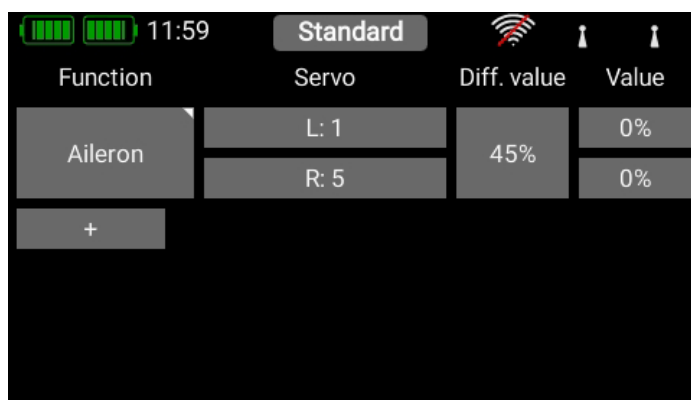 11:59 Standard
Function Servo Diff. value Value
Aileron L: 1 45% 0%
R: 5 0%
+